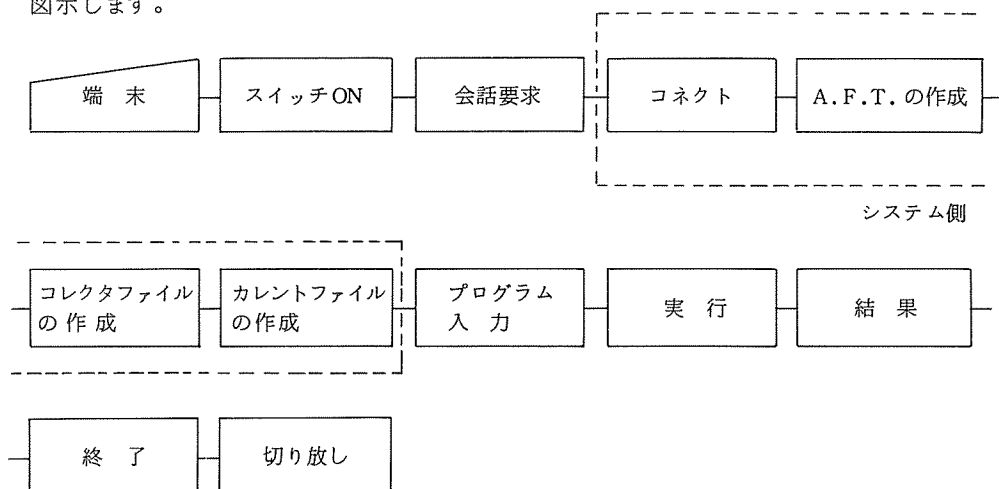 図示します。
端 末
スイッチON
会話要求
コネクト
A.F.T.の作成
システム側
コレクタファイル
の作成
カレントファイル
の作成
プログラム
入 力
実 行
結 果
終 了
切り放し